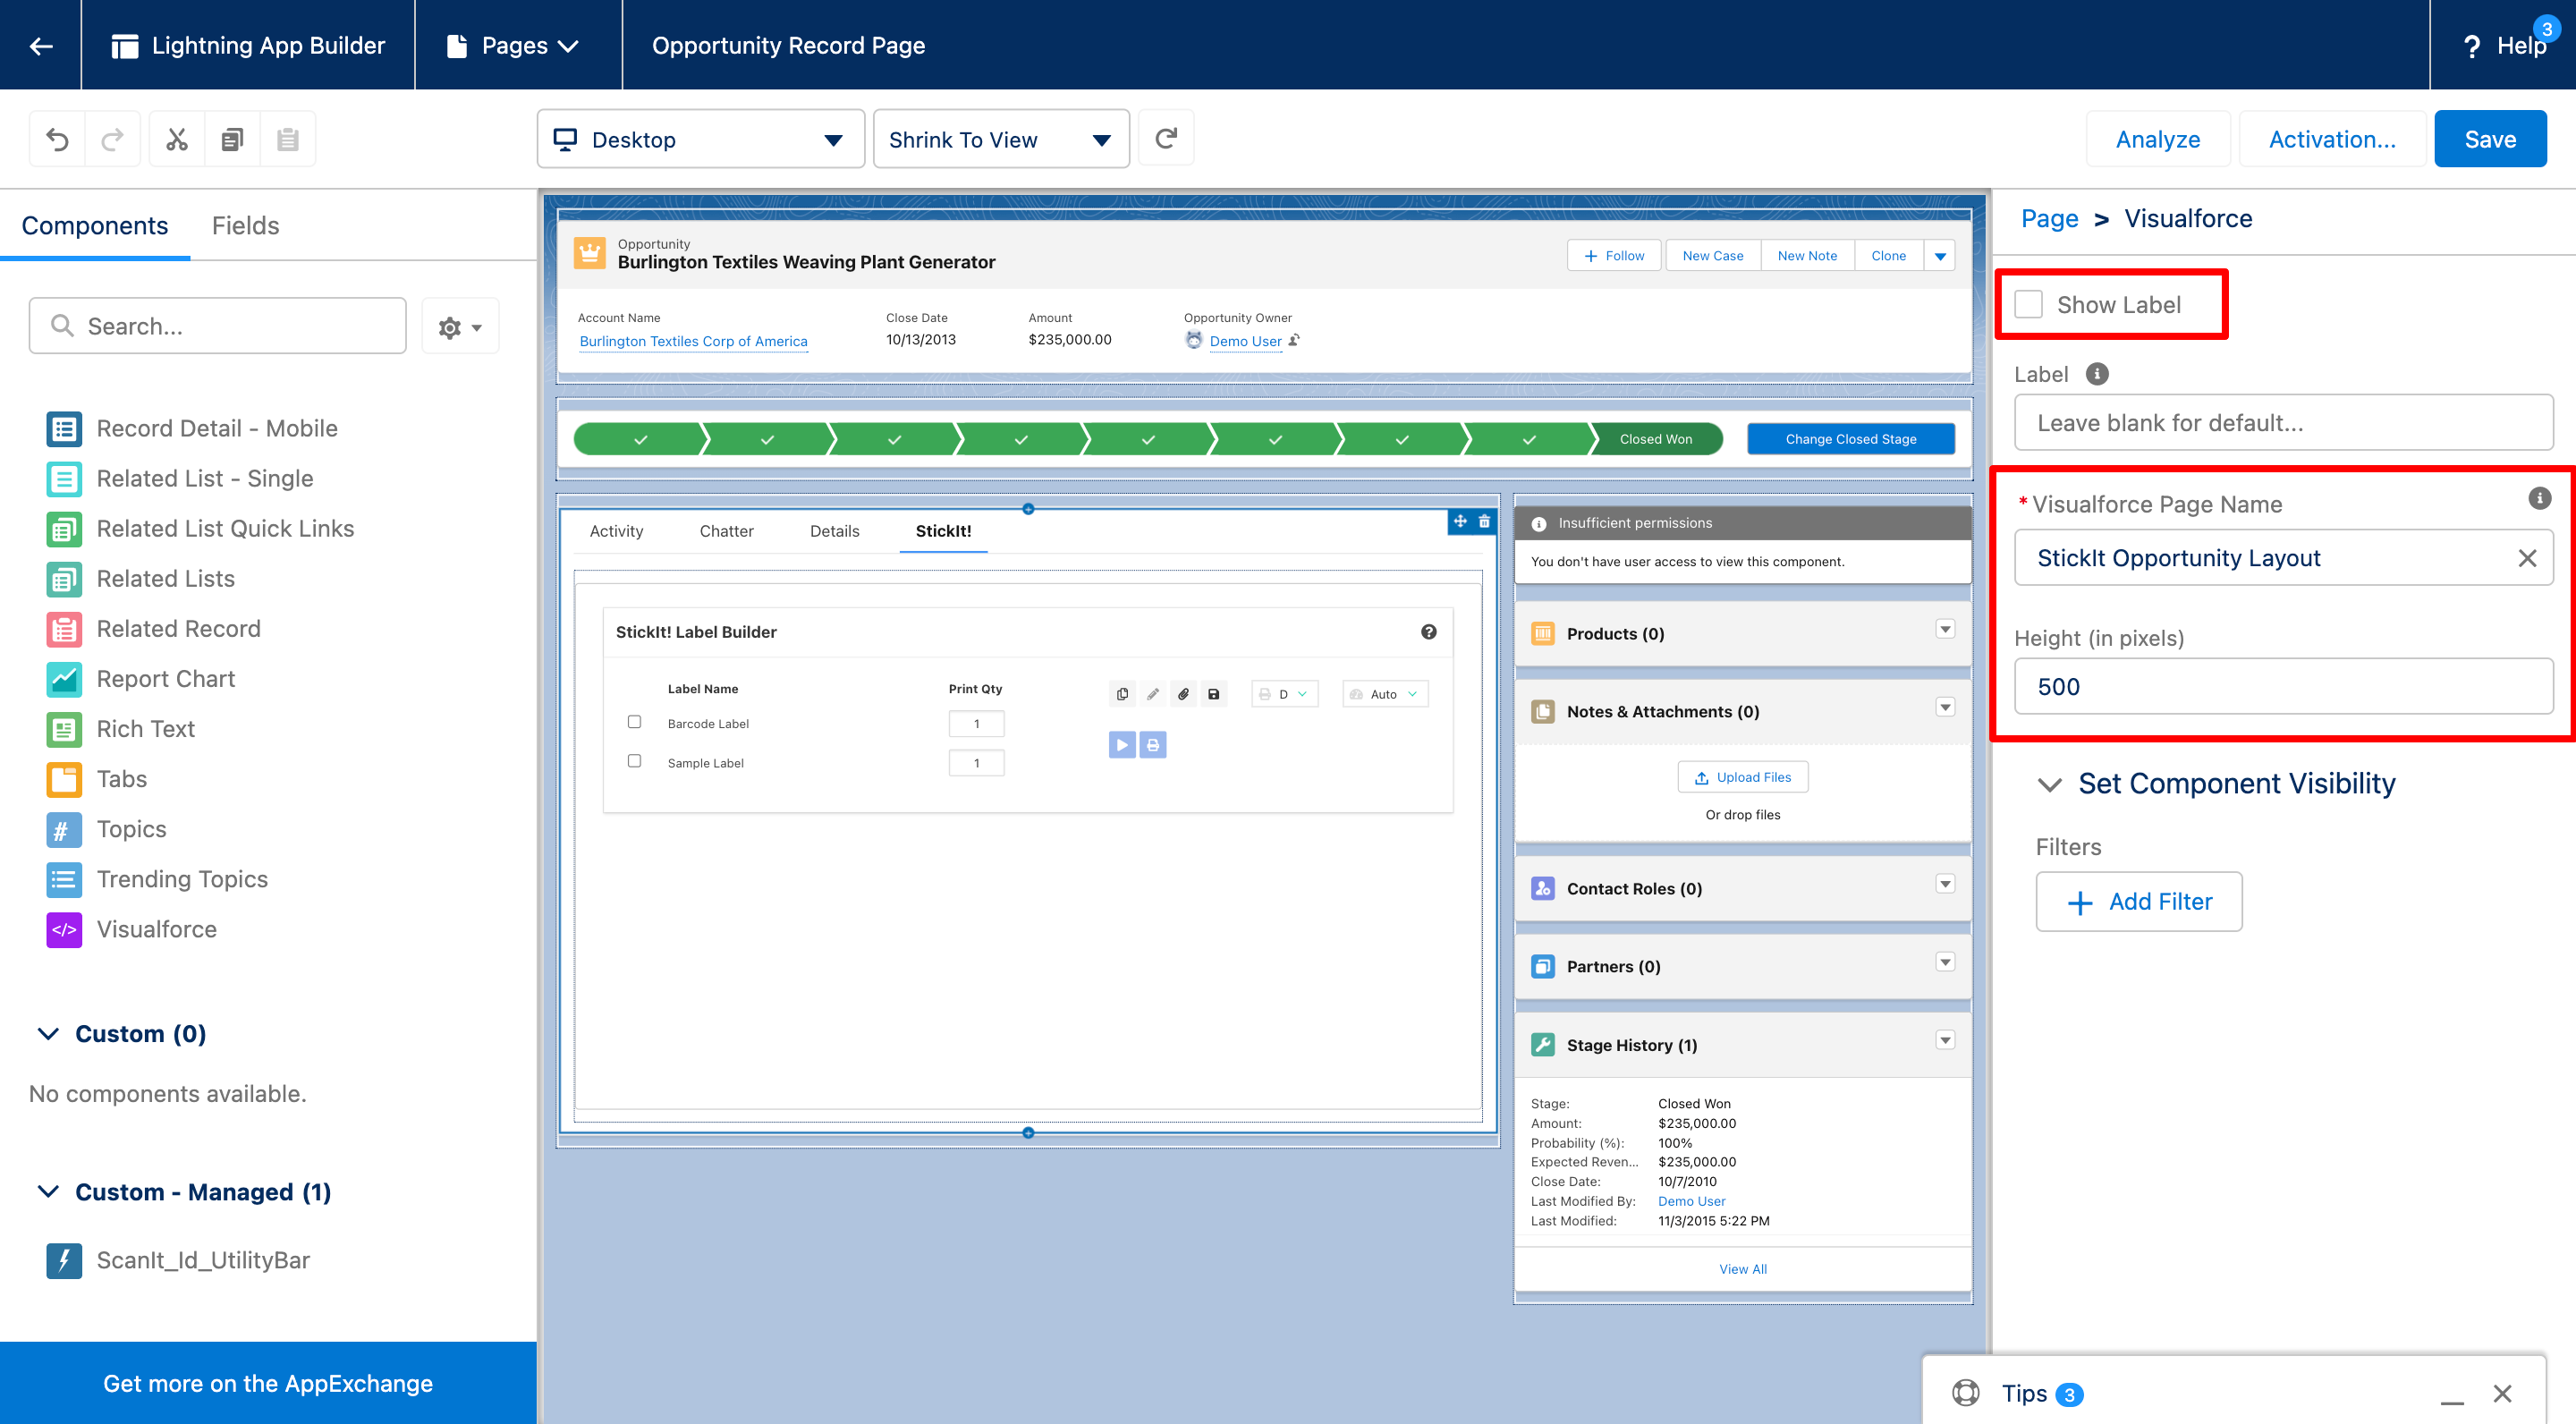 Lightning App Builder
Pages
Opportunity Record Page
? Help
3
Desktop
Shrink To View
Analyze
Activation...
Save
Components
Fields
Search...
Record Detail - Mobile
Related List - Single
Related List Quick Links
Related Lists
Related Record
Report Chart
Rich Text
Tabs
# Topics
Trending Topics
</> Visualforce
Custom (0)
No components available.
Custom - Managed (1)
ScanIt_Id_UtilityBar
Get more on the AppExchange
Opportunity
Burlington Textiles Weaving Plant Generator
+ Follow
New Case
New Note
Clone
Account Name
Burlington Textiles Corp of America
Close Date
10/13/2013
Amount
$235,000.00
Opportunity Owner
Demo User
Closed Won
Change Closed Stage
Activity
Chatter
Details
StickIt!
StickIt! Label Builder
?
Label Name
Print Qty
D
Auto
Barcode Label
1
Sample Label
1
i Insufficient permissions
You don't have user access to view this component.
Products (0)
Notes & Attachments (0)
Upload Files
Or drop files
Contact Roles (0)
Partners (0)
Stage History (1)
Stage: Closed Won
Amount: $235,000.00
Probability (%): 100%
Expected Reven... $235,000.00
Close Date: 10/7/2010
Last Modified By: Demo User
Last Modified: 11/3/2015 5:22 PM
View All
Page > Visualforce
Show Label
Label i
Leave blank for default...
* Visualforce Page Name i
StickIt Opportunity Layout
Height (in pixels)
500
Set Component Visibility
Filters
+ Add Filter
Tips 3